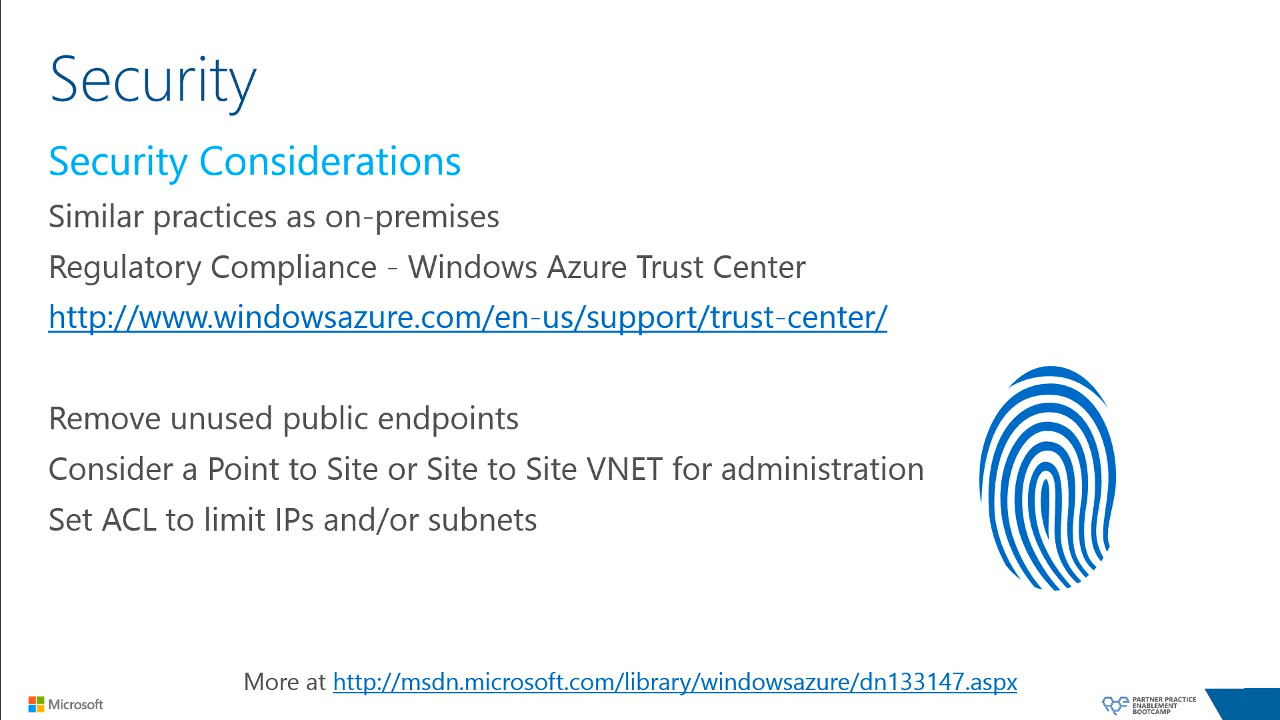 Security
Security Considerations
Similar practices as on-premises
Regulatory Compliance - Windows Azure Trust Center
http://www.windowsazure.com/en-us/support/trust-center/
Remove unused public endpoints
Consider a Point to Site or Site to Site VNET for administration
Set ACL to limit IPs and/or subnets
More at http://msdn.microsoft.com/library/windowsazure/dn133147.aspx
Microsoft
PARTNER PRACTICE
ENABLEMENT
BOOTCAMP